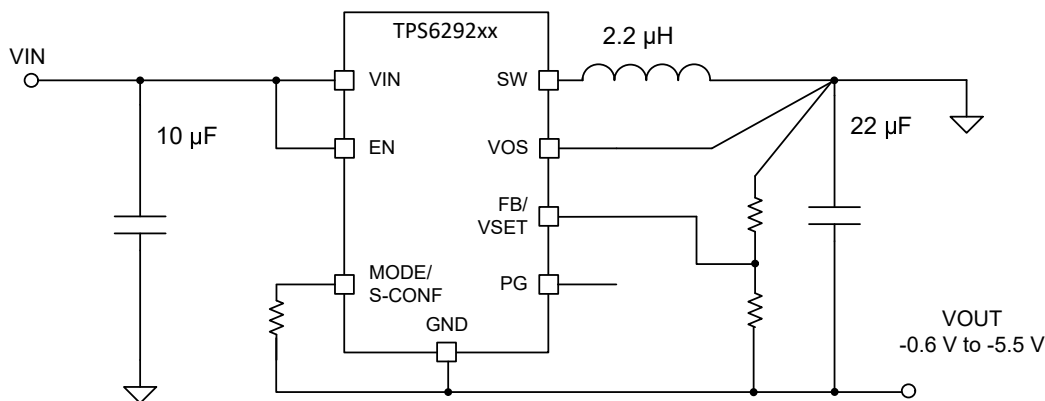 TPS6292xx
VIN
2.2 µH
VIN
SW
10 µF
EN
VOS
22 µF
FB/
VSET
MODE/
S-CONF
PG
GND
VOUT
-0.6 V to -5.5 V